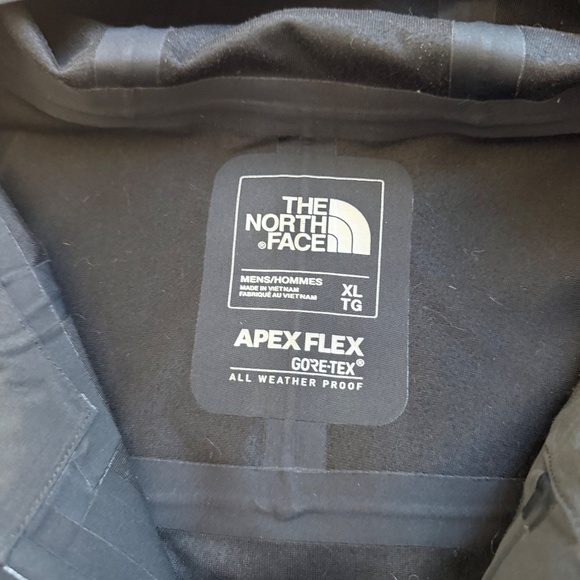 THE
NORTH
®FACE
MENS/HOMMES
MADE IN VIETNAM
FABRIQUÉ AU VIETNAM
XL
TG
APEX FLEX
GORE-TEX®
ALL WEATHER PROOF